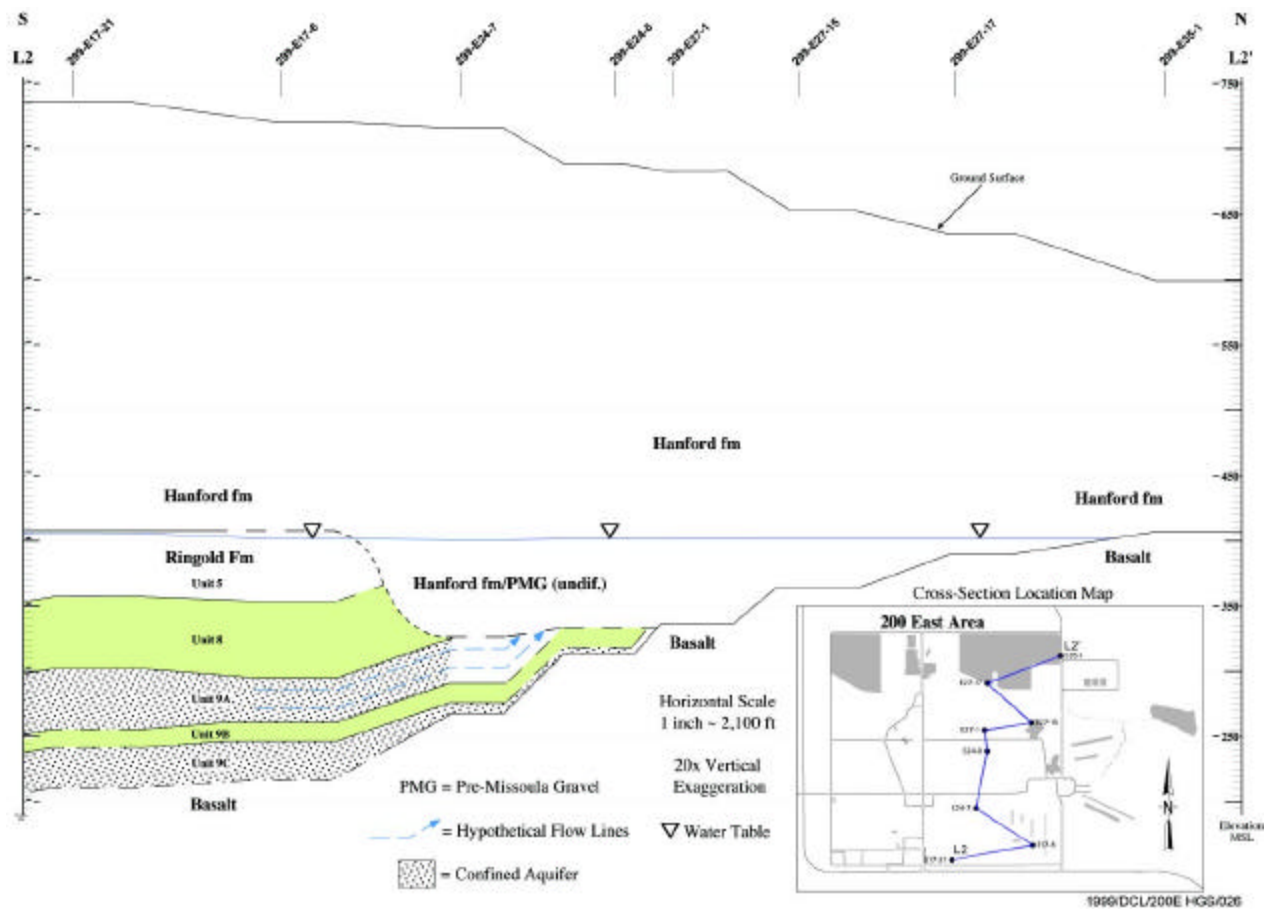 S
N
L2
L2'
299-E17-21
299-E17-6
299-E24-7
299-E24-8
299-E27-1
299-E27-15
299-E27-17
299-E35-1
750
650
550
450
350
250
Ground Surface
Hanford fm
Hanford fm
Hanford fm
Ringold Fm
Basalt
Unit 5
Hanford fm/PMG (undif.)
Unit 8
Basalt
Unit 9A
Unit 9B
Unit 9C
Basalt
Horizontal Scale
1 inch ~ 2,100 ft
20x Vertical
Exaggeration
PMG = Pre-Missoula Gravel
= Hypothetical Flow Lines
Water Table
= Confined Aquifer
Cross-Section Location Map
200 East Area
L2'
L2
N
Elevation
MSL
1999/DCL/200E HGS/026